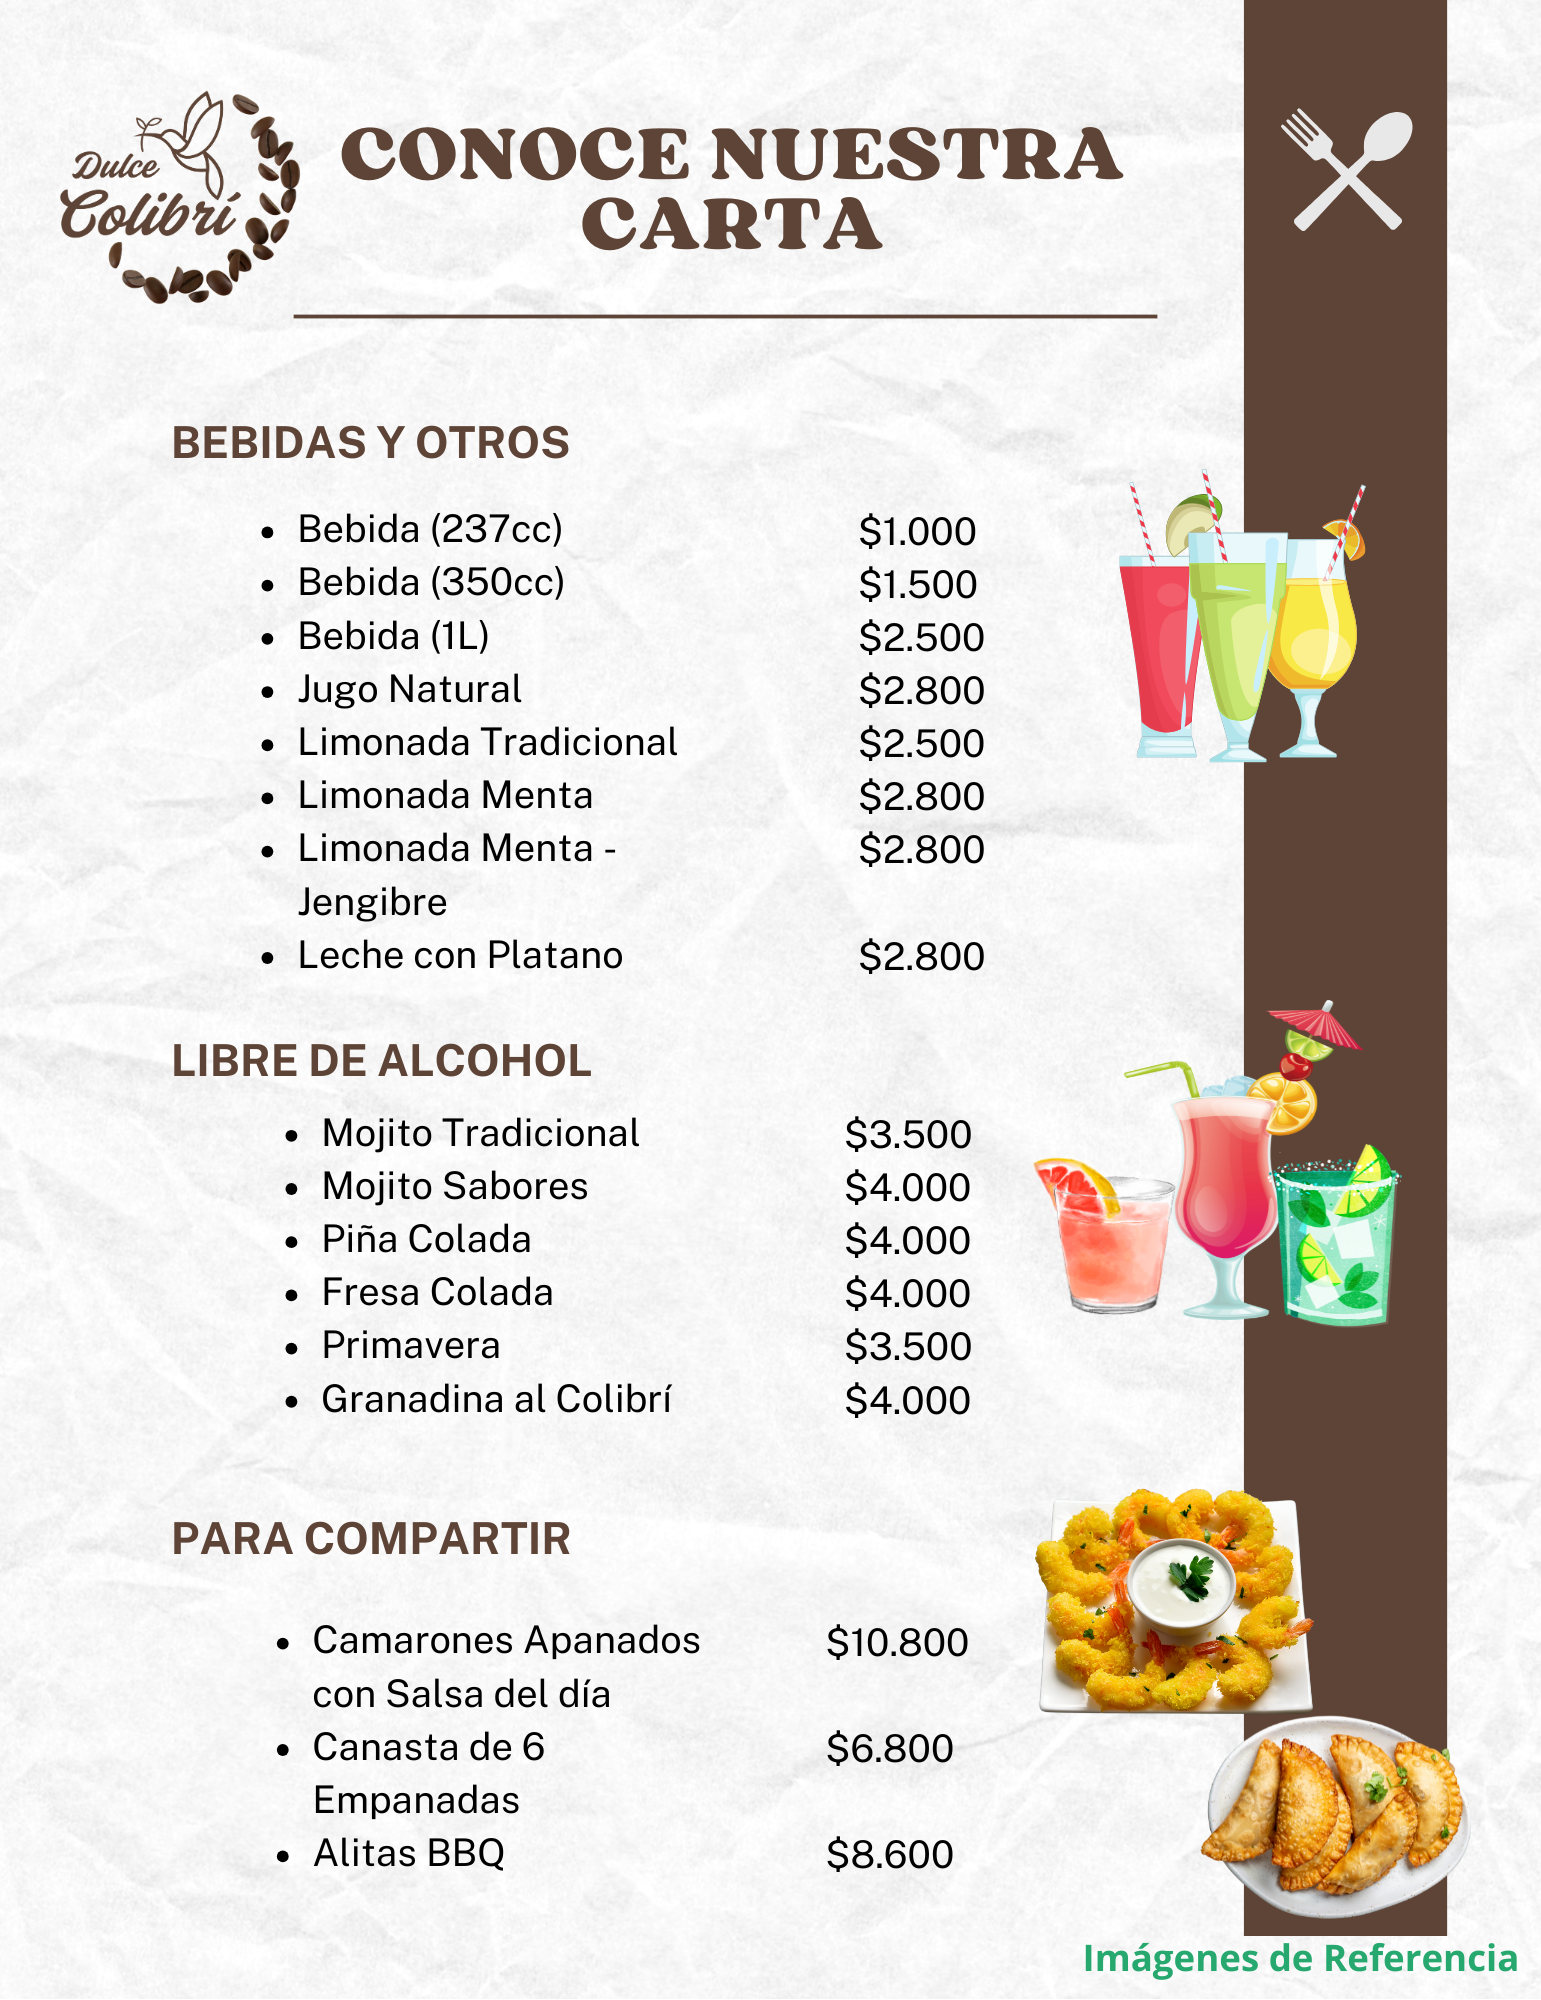 Dulce
Colibrí
CONOCE NUESTRA
CARTA
BEBIDAS Y OTROS
• Bebida (237cc) $1.000
• Bebida (350cc) $1.500
• Bebida (1L) $2.500
• Jugo Natural $2.800
• Limonada Tradicional $2.500
• Limonada Menta $2.800
• Limonada Menta - $2.800
Jengibre
• Leche con Platano $2.800
LIBRE DE ALCOHOL
• Mojito Tradicional $3.500
• Mojito Sabores $4.000
• Piña Colada $4.000
• Fresa Colada $4.000
• Primavera $3.500
• Granadina al Colibrí $4.000
PARA COMPARTIR
• Camarones Apanados $10.800
con Salsa del día
• Canasta de 6 $6.800
Empanadas
• Alitas BBQ $8.600
Imágenes de Referencia